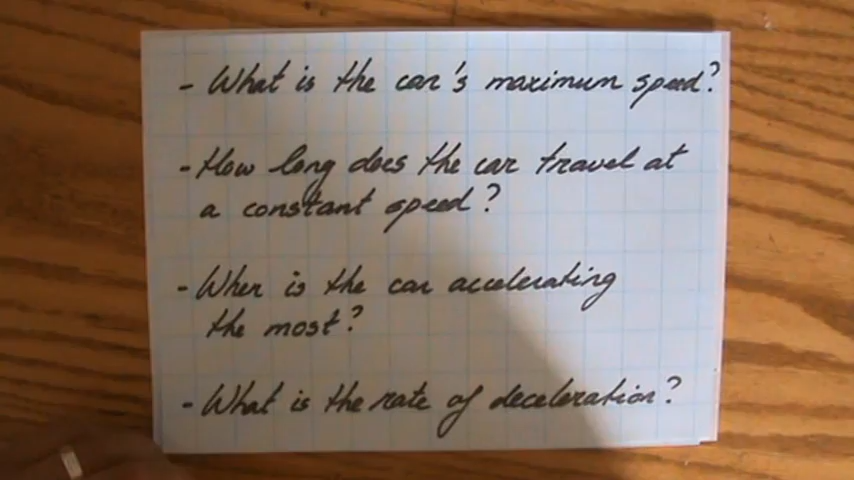 - What is the car's maximum speed?
- How long does the car travel at
a constant speed?
- When is the car accelerating
the most?
- What is the rate of deceleration?